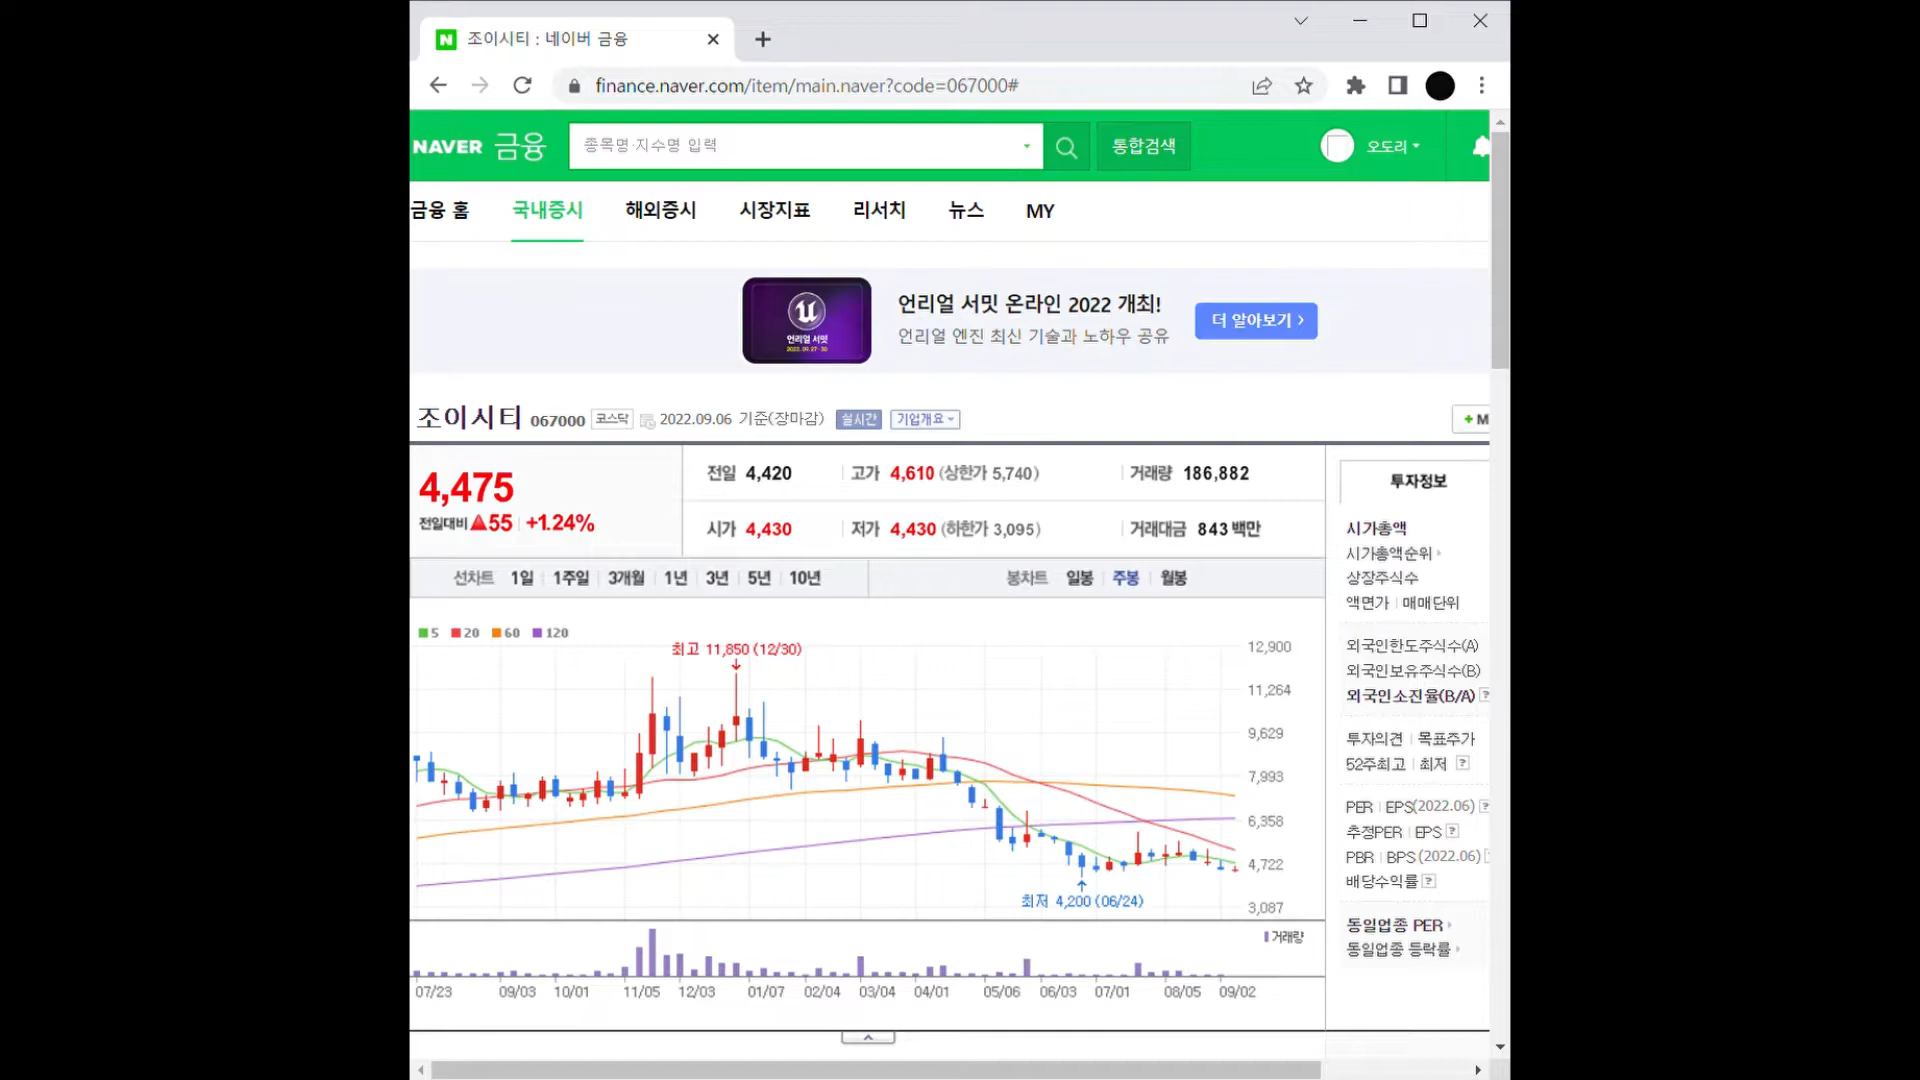 조이시티 : 네이버 금융
finance.naver.com/item/main.naver?code=067000#
NAVER 금융 종목명·지수명 입력 통합검색 오도리
금융 홈 국내증시 해외증시 시장지표 리서치 뉴스 MY
언리얼 서밋
2022. 09. 27 - 30
언리얼 서밋 온라인 2022 개최!
언리얼 엔진 최신 기술과 노하우 공유
더 알아보기 ›
조이시티 067000 코스닥 2022.09.06 기준(장마감) 실시간 기업개요 + M
4,475
전일대비 ▲55 +1.24%
전일 4,420 고가 4,610 (상한가 5,740) 거래량 186,882
시가 4,430 저가 4,430 (하한가 3,095) 거래대금 843 백만
선차트 1일 1주일 3개월 1년 3년 5년 10년 봉차트 일봉 주봉 월봉
5 20 60 120
최고 11,850 (12/30)
12,900
11,264
9,629
7,993
6,358
4,722
3,087
최저 4,200 (06/24)
거래량
07/23 09/03 10/01 11/05 12/03 01/07 02/04 03/04 04/01 05/06 06/03 07/01 08/05 09/02
투자정보
시가총액
시가총액순위
상장주식수
액면가 매매단위
외국인한도주식수(A)
외국인보유주식수(B)
외국인소진율(B/A) ?
투자의견 목표주가
52주최고 최저 ?
PER EPS(2022.06) ?
추정PER EPS ?
PBR BPS (2022.06)
배당수익률 ?
동일업종 PER
동일업종 등락률